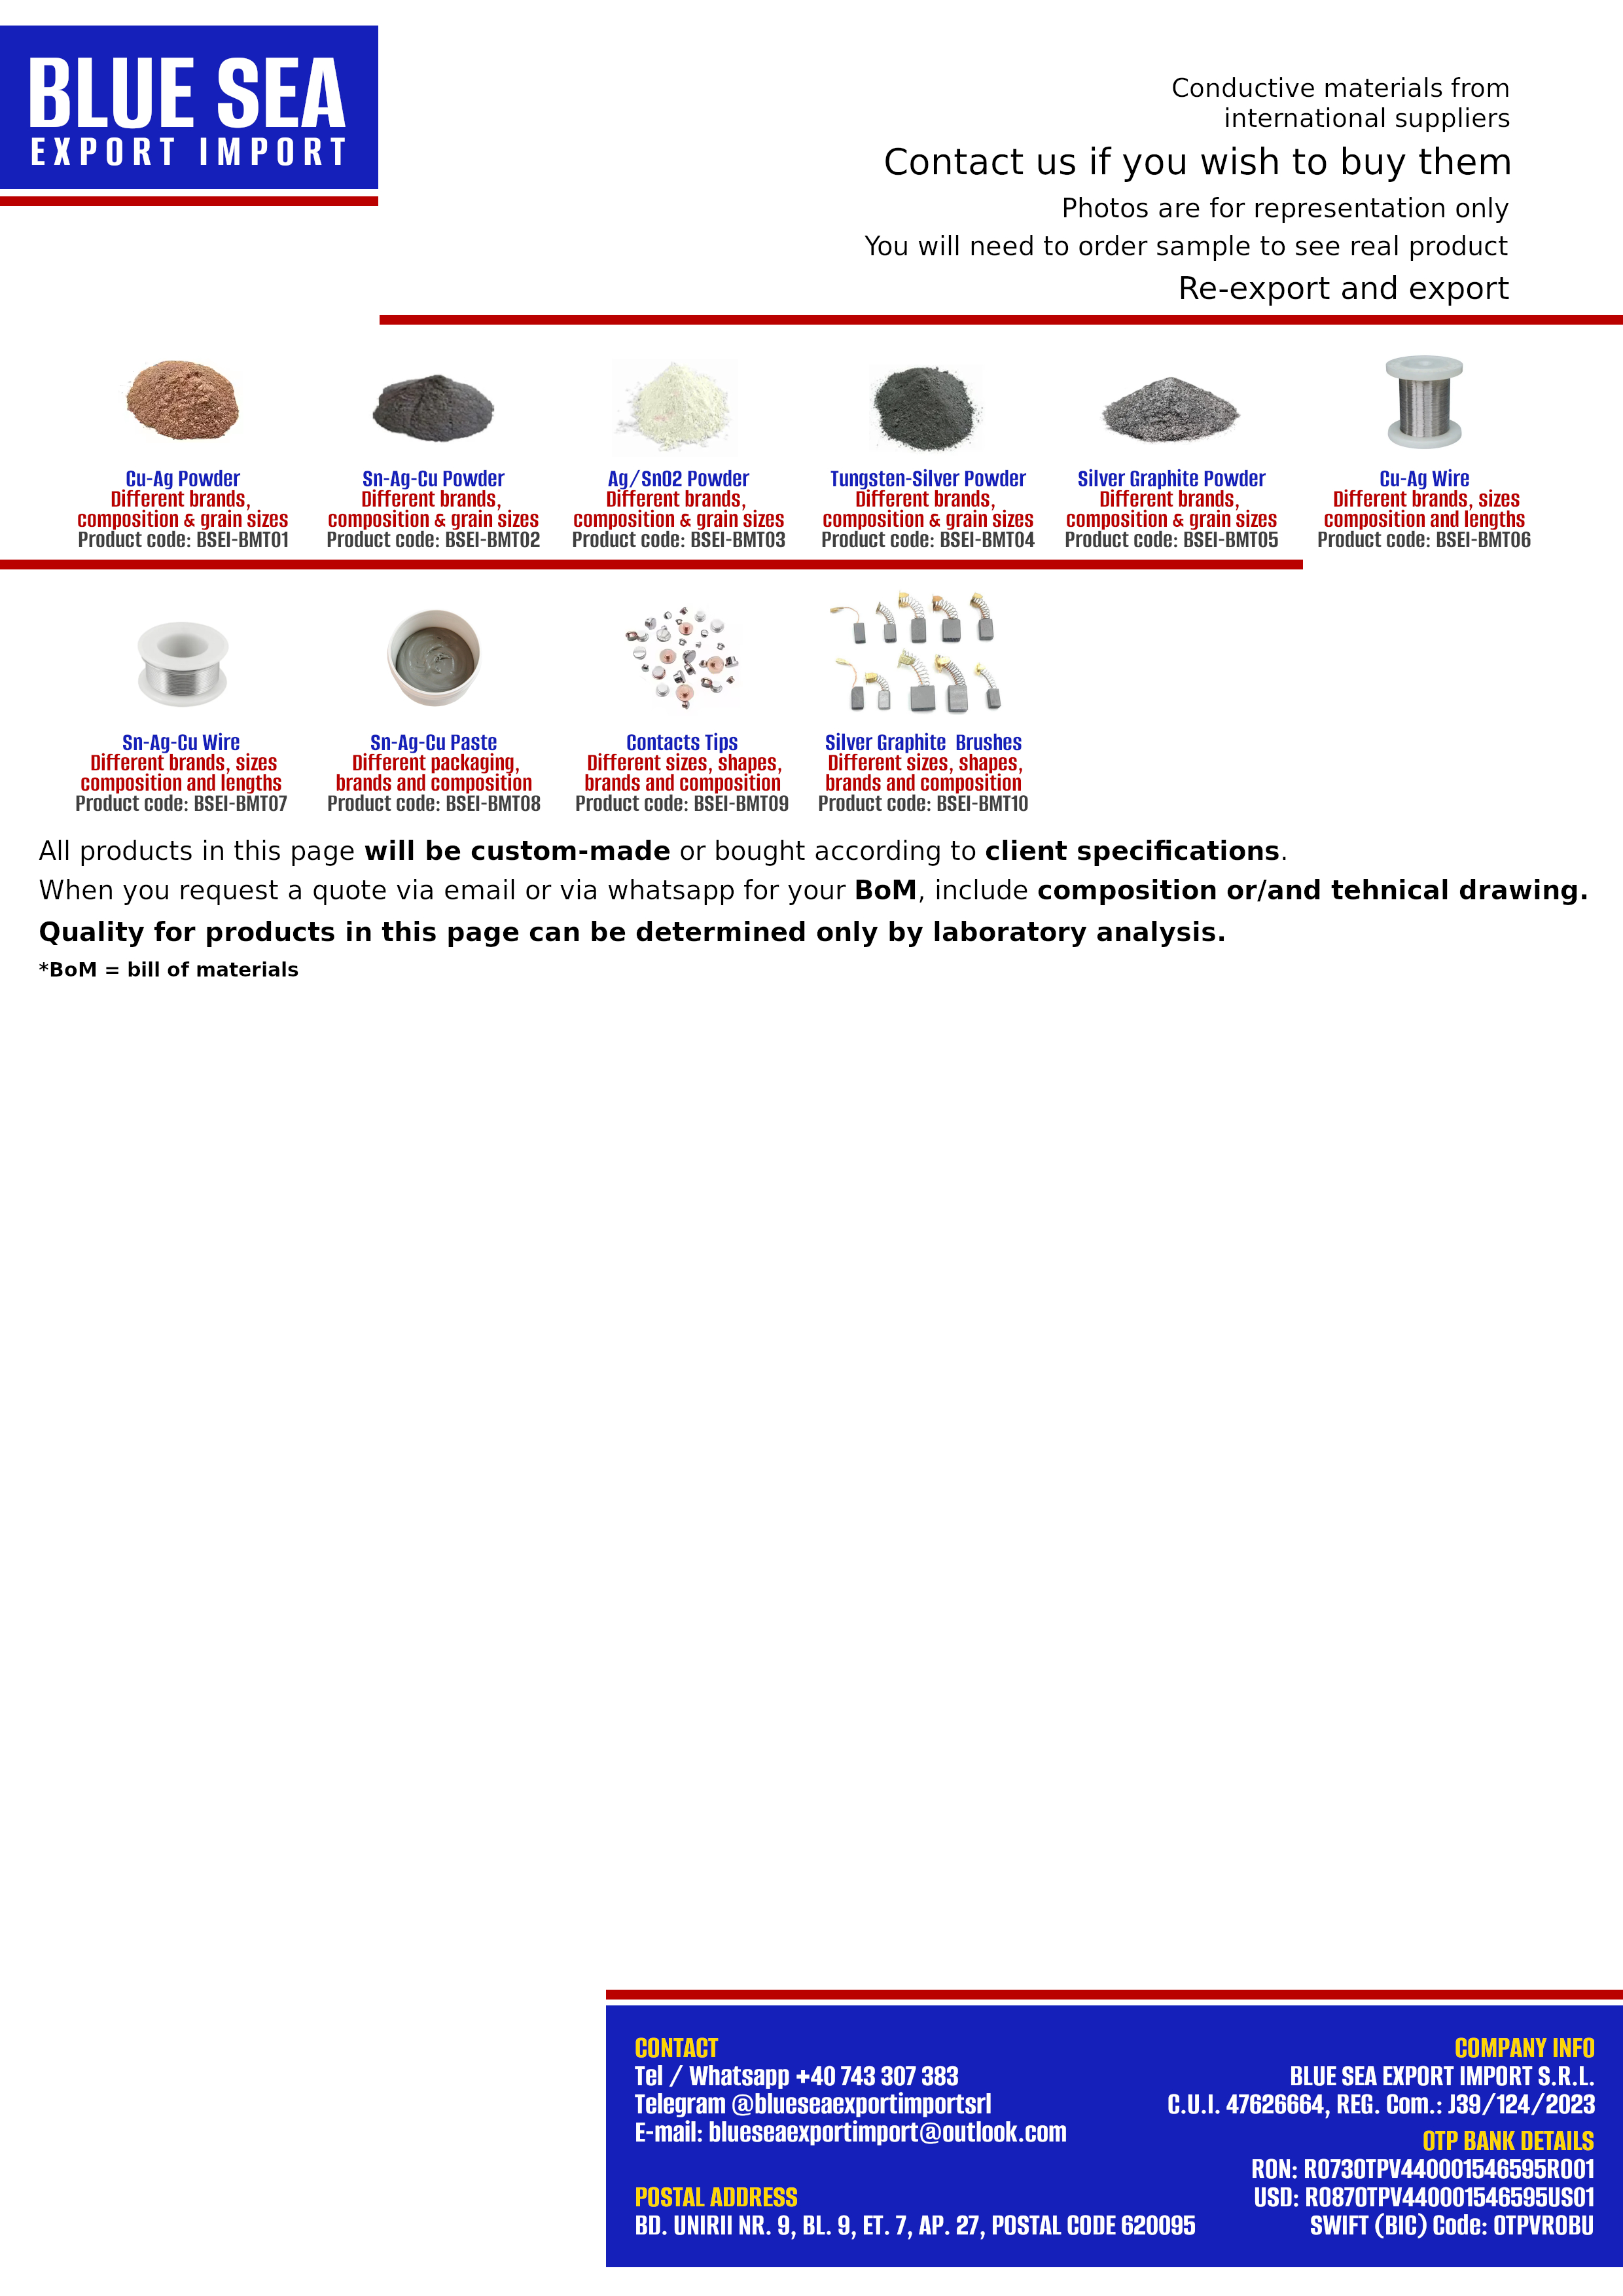 BLUE SEA
EXPORT IMPORT
Conductive materials from
international suppliers
Contact us if you wish to buy them
Photos are for representation only
You will need to order sample to see real product
Re-export and export
Cu-Ag Powder
Different brands,
composition & grain sizes
Product code: BSEI-BMT01
Sn-Ag-Cu Powder
Different brands,
composition & grain sizes
Product code: BSEI-BMT02
Ag/SnO2 Powder
Different brands,
composition & grain sizes
Product code: BSEI-BMT03
Tungsten-Silver Powder
Different brands,
composition & grain sizes
Product code: BSEI-BMT04
Silver Graphite Powder
Different brands,
composition & grain sizes
Product code: BSEI-BMT05
Cu-Ag Wire
Different brands, sizes
composition and lengths
Product code: BSEI-BMT06
Sn-Ag-Cu Wire
Different brands, sizes
composition and lengths
Product code: BSEI-BMT07
Sn-Ag-Cu Paste
Different packaging,
brands and composition
Product code: BSEI-BMT08
Contacts Tips
Different sizes, shapes,
brands and composition
Product code: BSEI-BMT09
Silver Graphite Brushes
Different sizes, shapes,
brands and composition
Product code: BSEI-BMT10
All products in this page will be custom-made or bought according to client specifications.
When you request a quote via email or via whatsapp for your BoM, include composition or/and tehnical drawing.
Quality for products in this page can be determined only by laboratory analysis.
*BoM = bill of materials
CONTACT
Tel / Whatsapp +40 743 307 383
Telegram @blueseaexportimportsrl
E-mail: blueseaexportimport@outlook.com
POSTAL ADDRESS
BD. UNIRII NR. 9, BL. 9, ET. 7, AP. 27, POSTAL CODE 620095
COMPANY INFO
BLUE SEA EXPORT IMPORT S.R.L.
C.U.I. 47626664, REG. Com.: J39/124/2023
OTP BANK DETAILS
RON: RO73OTPV440001546595RO01
USD: RO87OTPV440001546595US01
SWIFT (BIC) Code: OTPVROBU